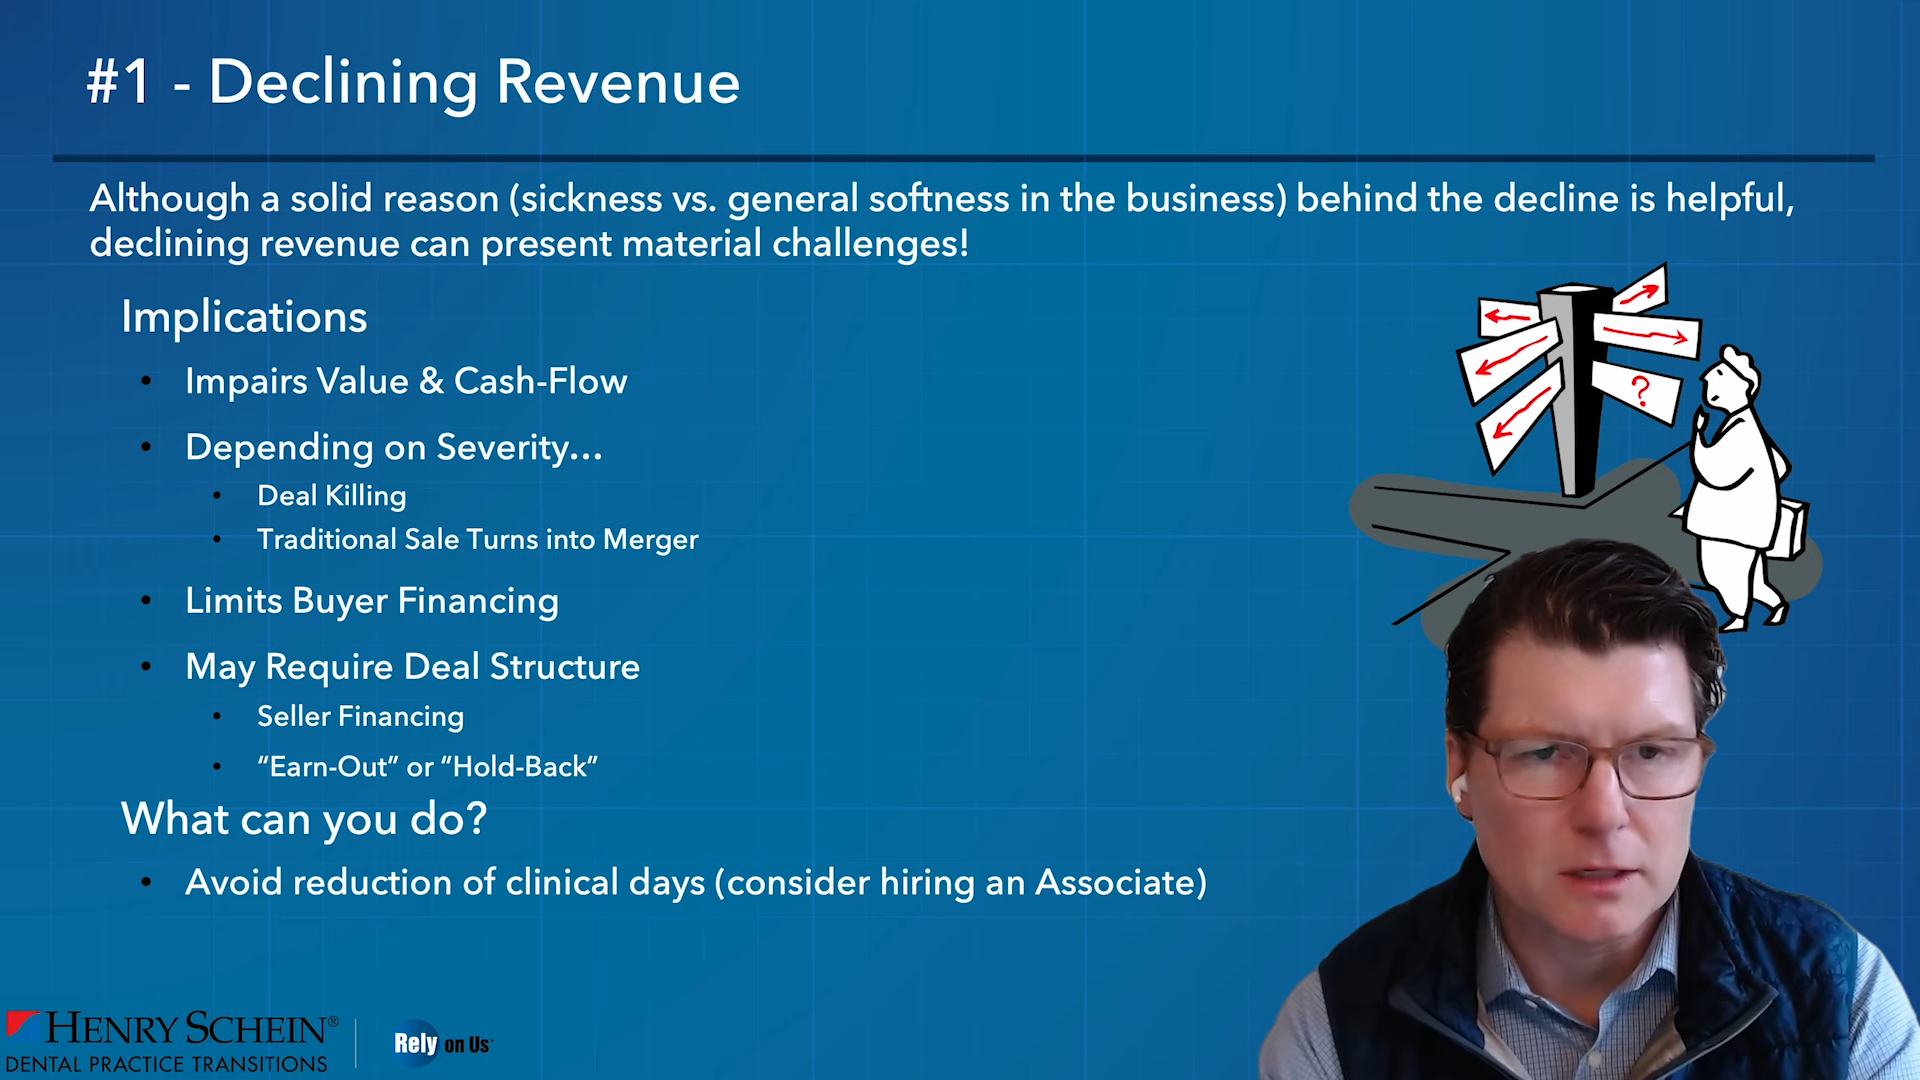 #1 - Declining Revenue
Although a solid reason (sickness vs. general softness in the business) behind the decline is helpful,
declining revenue can present material challenges!
Implications
• Impairs Value & Cash-Flow
• Depending on Severity…
• Deal Killing
• Traditional Sale Turns into Merger
• Limits Buyer Financing
• May Require Deal Structure
• Seller Financing
• “Earn-Out” or “Hold-Back”
What can you do?
• Avoid reduction of clinical days (consider hiring an Associate)
?
HENRY SCHEIN®
DENTAL PRACTICE TRANSITIONS
Rely on Us™